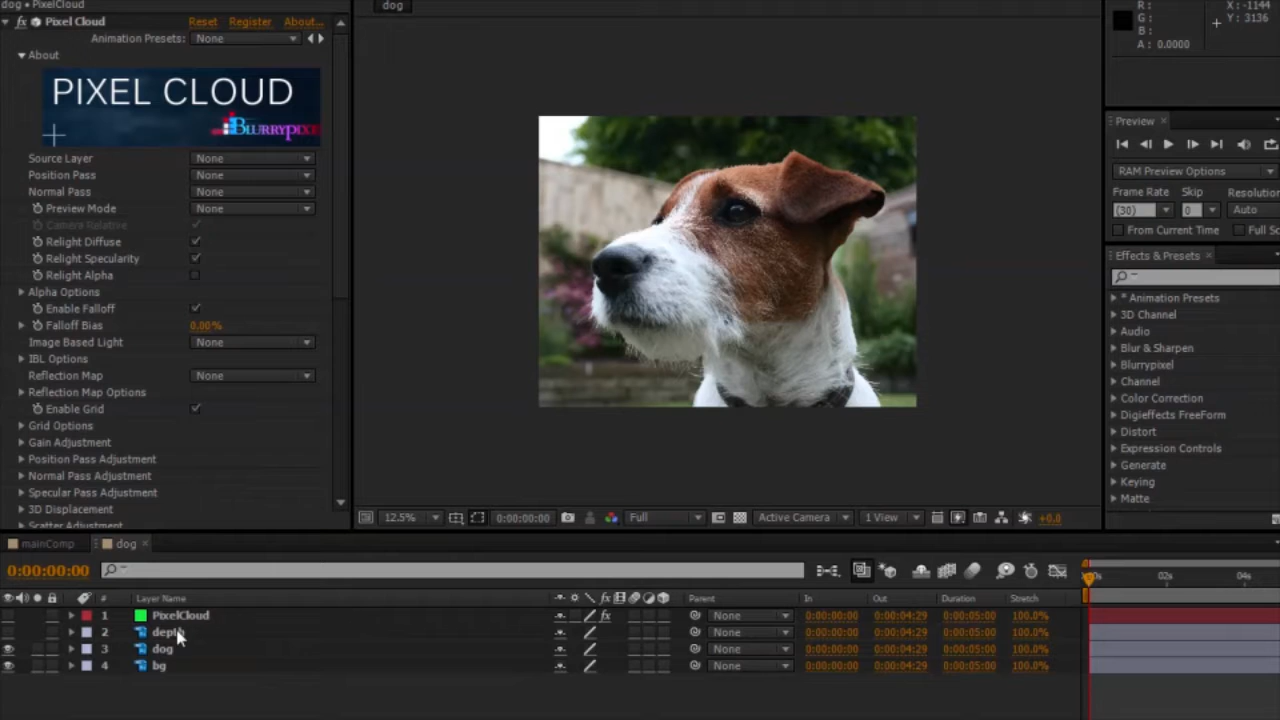 dog • PixelCloud
fx Pixel Cloud Reset Register About...
Animation Presets: None
About
PIXEL CLOUD
Source Layer None
Position Pass None
Normal Pass None
Preview Mode None
Camera Relative
Relight Diffuse
Relight Specularity
Relight Alpha
Alpha Options
Enable Falloff
Falloff Bias 0.00%
Image Based Light None
IBL Options
Reflection Map None
Reflection Map Options
Enable Grid
Grid Options
Gain Adjustment
Position Pass Adjustment
Normal Pass Adjustment
Specular Pass Adjustment
3D Displacement
Scatter Adjustment
dog
12.5% 0:00:00:00 Full Active Camera 1 View +0.0
R : X : -1144
G : Y : 3136
B :
A : 0.0000
Preview
RAM Preview Options
Frame Rate Skip
(30) 0 Auto
From Current Time
Effects & Presets
* Animation Presets
3D Channel
Audio
Blur & Sharpen
Blurrypixel
Channel
Color Correction
Digieffects FreeForm
Distort
Expression Controls
Generate
Keying
Matte
mainComp dog
0:00:00:00 02s 04s
# Layer Name Parent In Out Duration Stretch
1 PixelCloud fx None 0:00:00:00 0:00:04:29 0:00:05:00 100.0%
2 depth None 0:00:00:00 0:00:04:29 0:00:05:00 100.0%
3 dog None 0:00:00:00 0:00:04:29 0:00:05:00 100.0%
4 bg None 0:00:00:00 0:00:04:29 0:00:05:00 100.0%